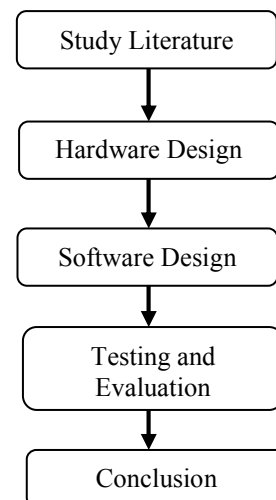 Study Literature
Hardware Design
Software Design
Testing and
Evaluation
Conclusion